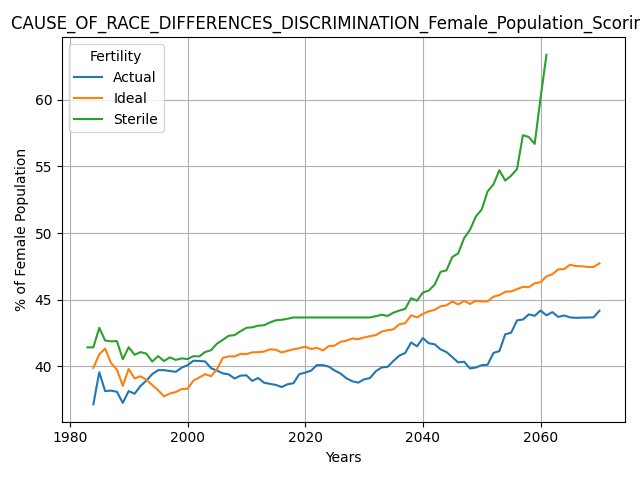 CAUSE_OF_RACE_DIFFERENCES_DISCRIMINATION_Female_Population_Scorin
Fertility
Actual
Ideal
Sterile
% of Female Population
60
55
50
45
40
1980
2000
2020
2040
2060
Years